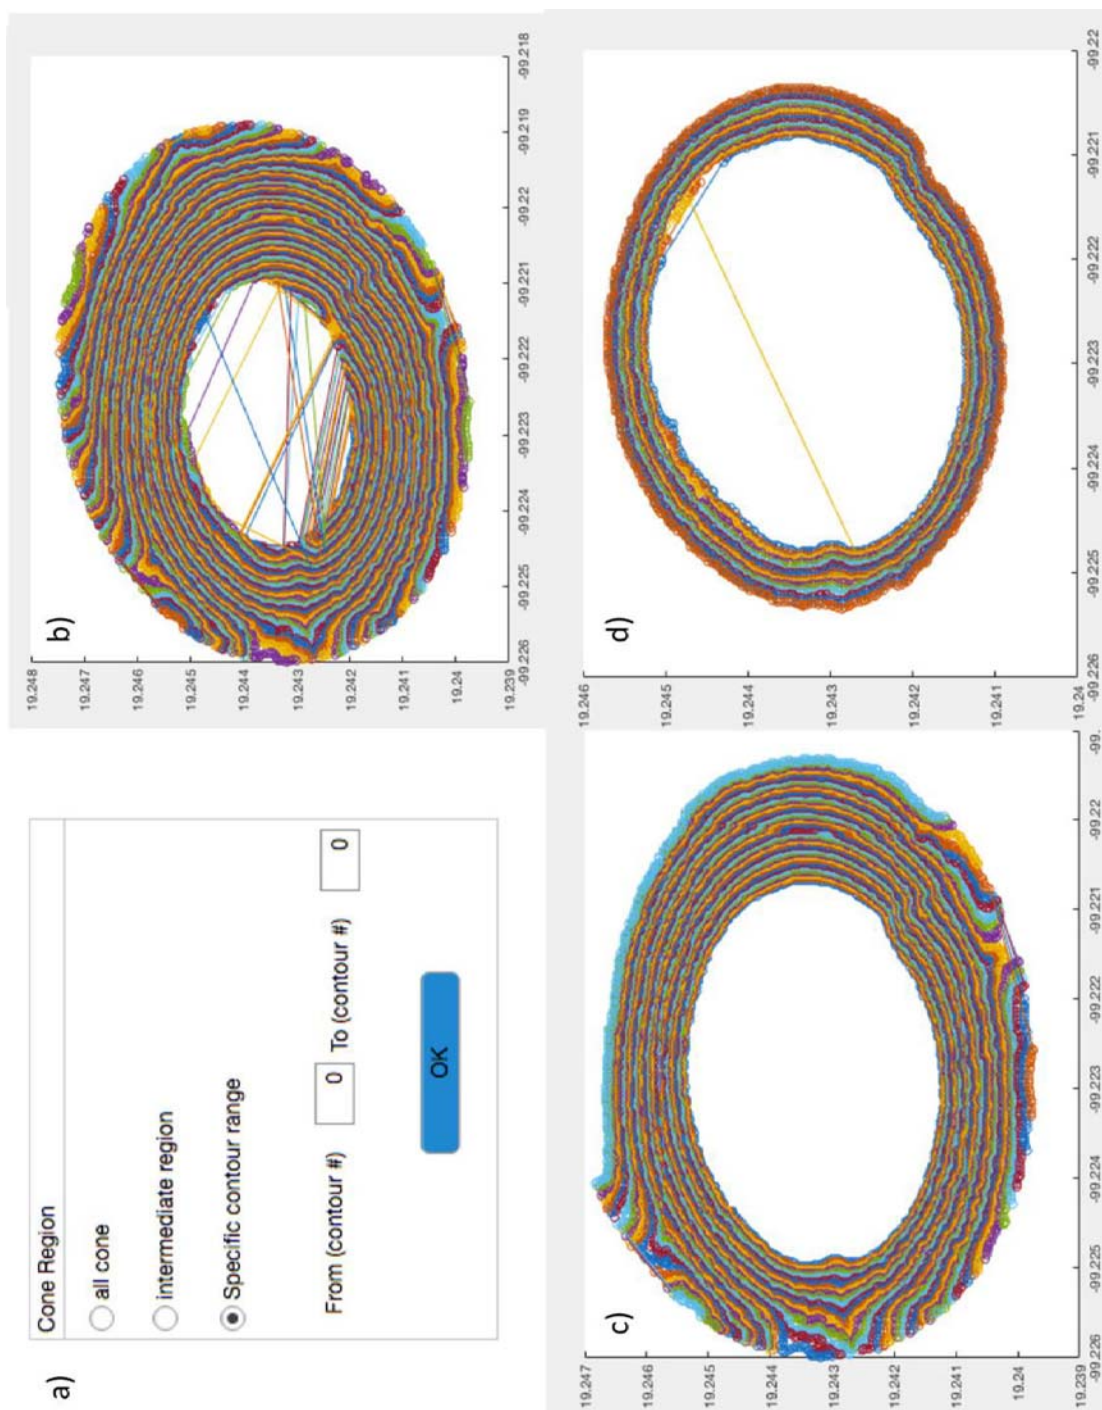 a)
Cone Region
all cone
intermediate region
Specific contour range
From (contour #) 0 To (contour #) 0
OK
b)
19.248
19.247
19.246
19.245
19.244
19.243
19.242
19.241
19.24
19.239
-99.226 -99.225 -99.224 -99.223 -99.222 -99.221 -99.22 -99.219 -99.218
c)
19.247
19.246
19.245
19.244
19.243
19.242
19.241
19.24
19.239
-99.226 -99.225 -99.224 -99.223 -99.222 -99.221 -99.22 -99.
d)
19.246
19.245
19.244
19.243
19.242
19.241
19.24
-99.226 -99.225 -99.224 -99.223 -99.222 -99.221 -99.22